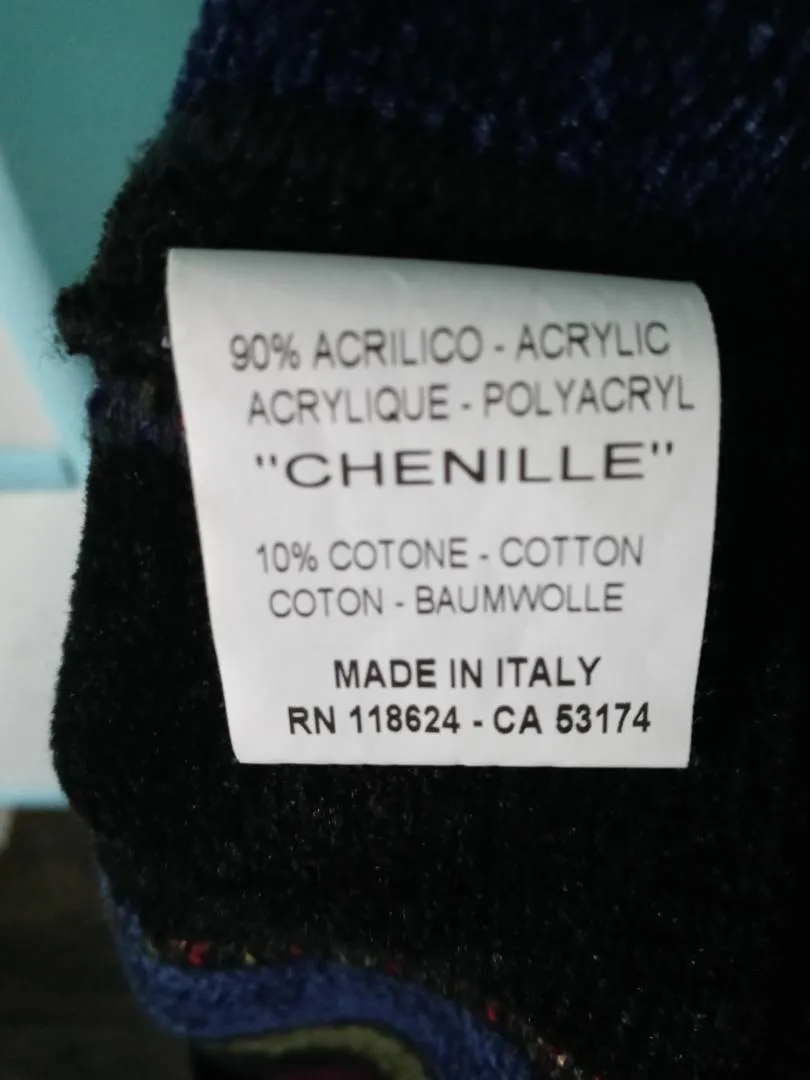 90% ACRILICO - ACRYLIC
ACRYLIQUE - POLYACRYL
"CHENILLE"
10% COTONE - COTTON
COTON - BAUMWOLLE
MADE IN ITALY
RN 118624 - CA 53174